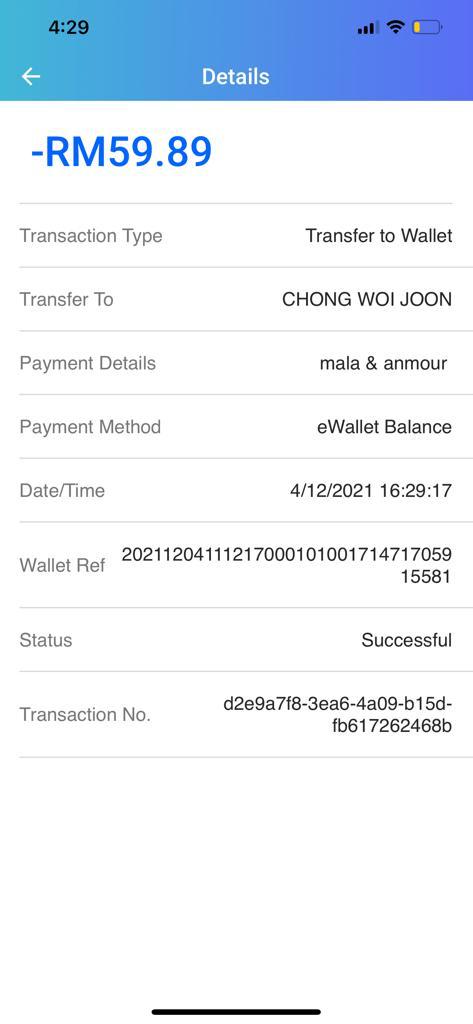 4:29
Details
-RM59.89
Transaction Type Transfer to Wallet
Transfer To CHONG WOI JOON
Payment Details mala & anmour
Payment Method eWallet Balance
Date/Time 4/12/2021 16:29:17
Wallet Ref 20211204111217000101001714717059
15581
Status Successful
Transaction No. d2e9a7f8-3ea6-4a09-b15d-
fb617262468b